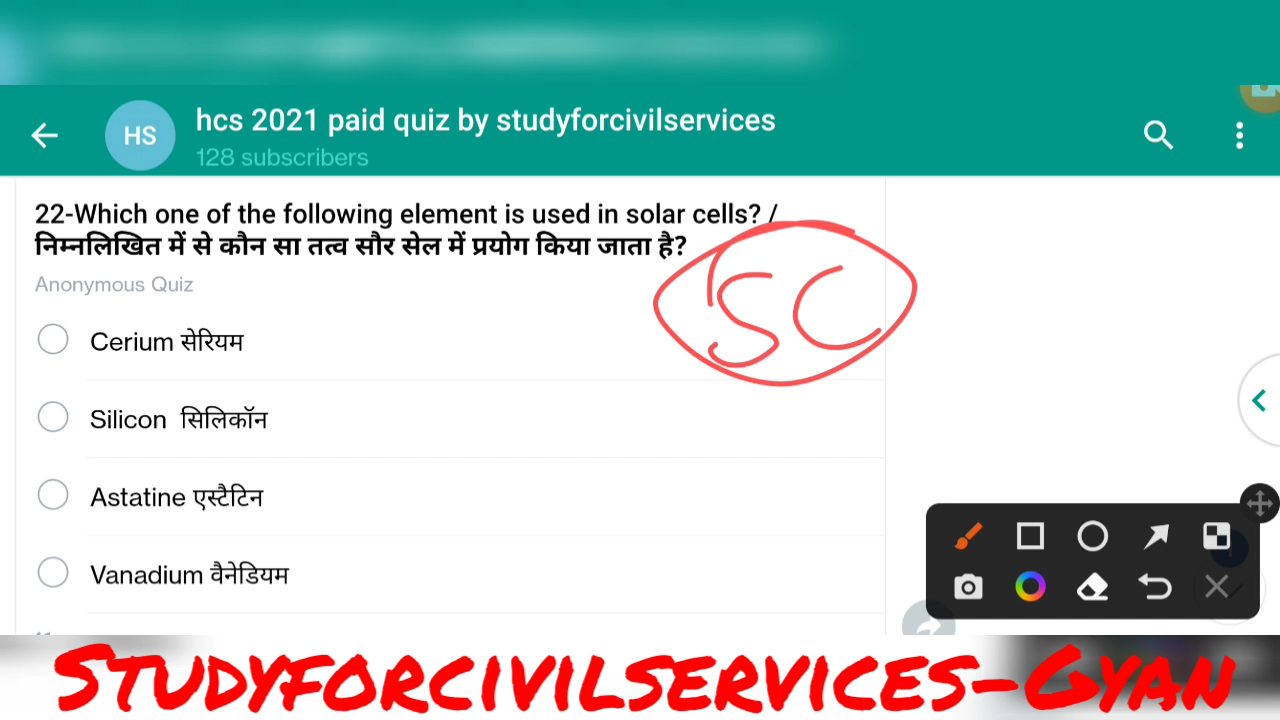 HS
hcs 2021 paid quiz by studyforcivilservices
128 subscribers
22-Which one of the following element is used in solar cells? /
निम्नलिखित में से कौन सा तत्व सौर सेल में प्रयोग किया जाता है?
Anonymous Quiz
SC
Cerium सेरियम
Silicon सिलिकॉन
Astatine एस्टैटिन
Vanadium वैनेडियम
STUDYFORCIVILSERVICES-GYAN